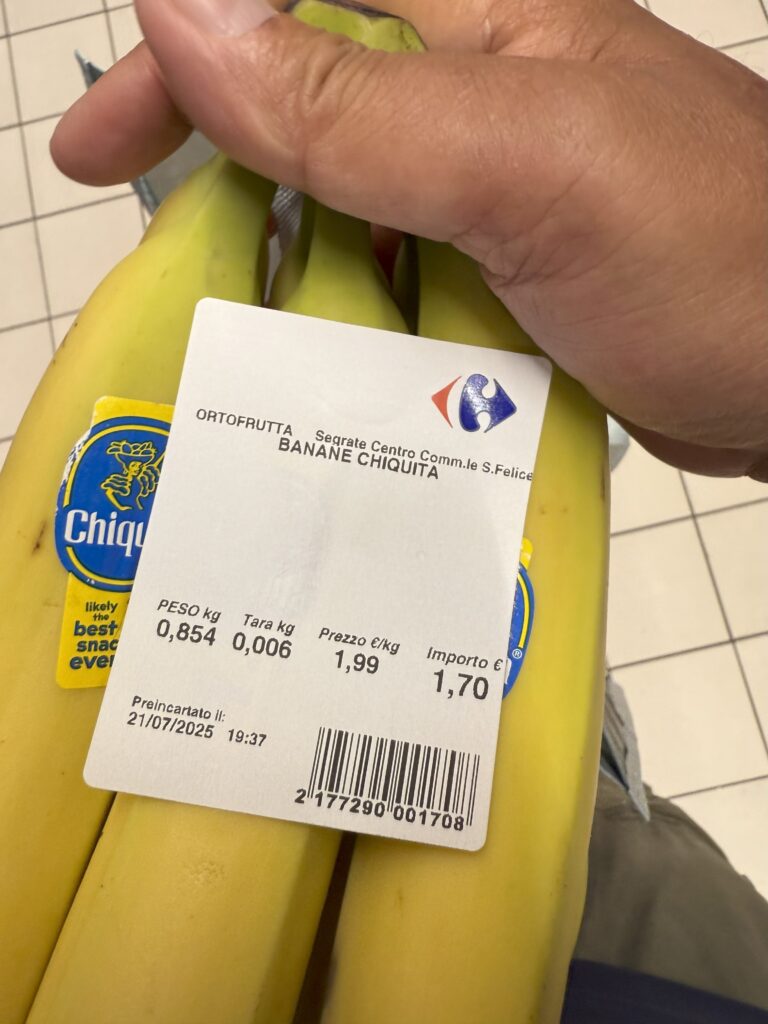 ORTOFRUTTA Segrate Centro Comm.le S.Felice
BANANE CHIQUITA
PESO kg Tara kg Prezzo €/kg Importo €
0,854 0,006 1,99 1,70
Preincartato il:
21/07/2025 19:37
2 177290 001708
Chiqu
likely
the
best
snac
ever
®